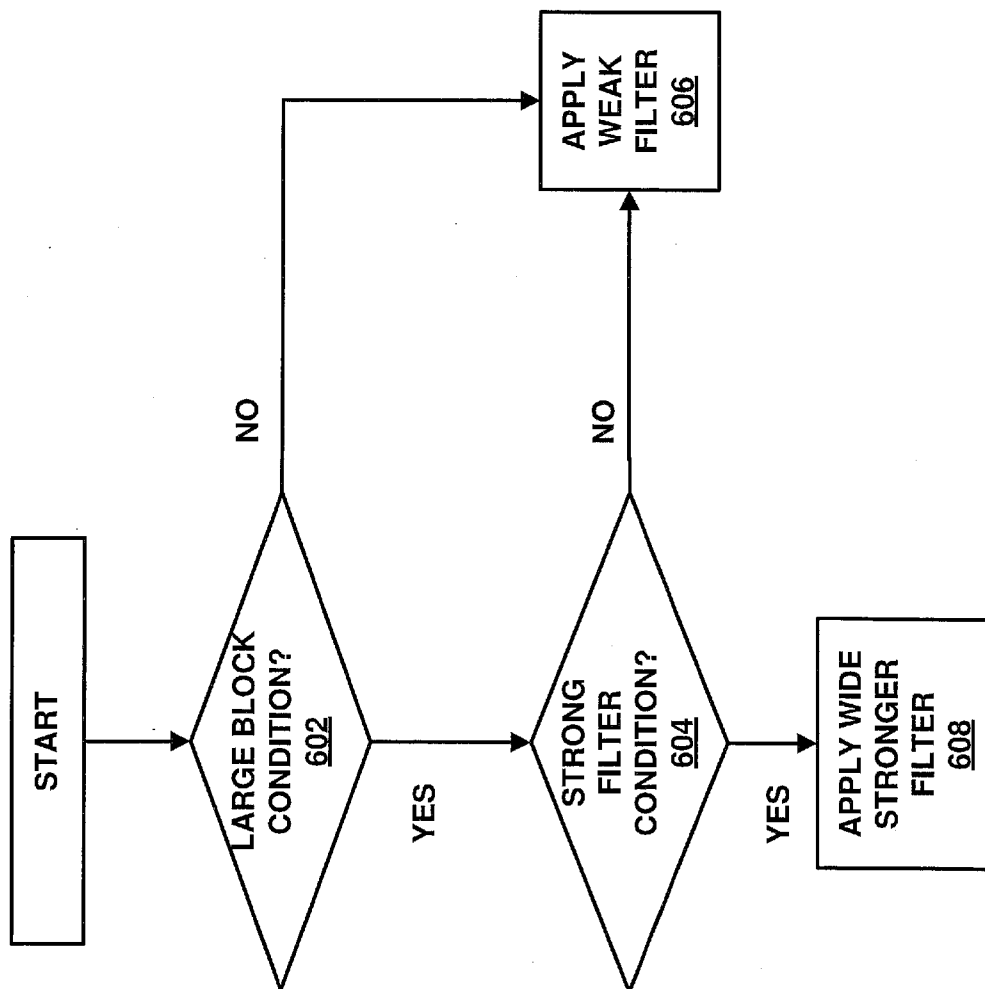 START
LARGE BLOCK
CONDITION?
602
NO
YES
STRONG
FILTER
CONDITION?
604
NO
YES
APPLY
WEAK
FILTER
606
APPLY WIDE
STRONGER
FILTER
608